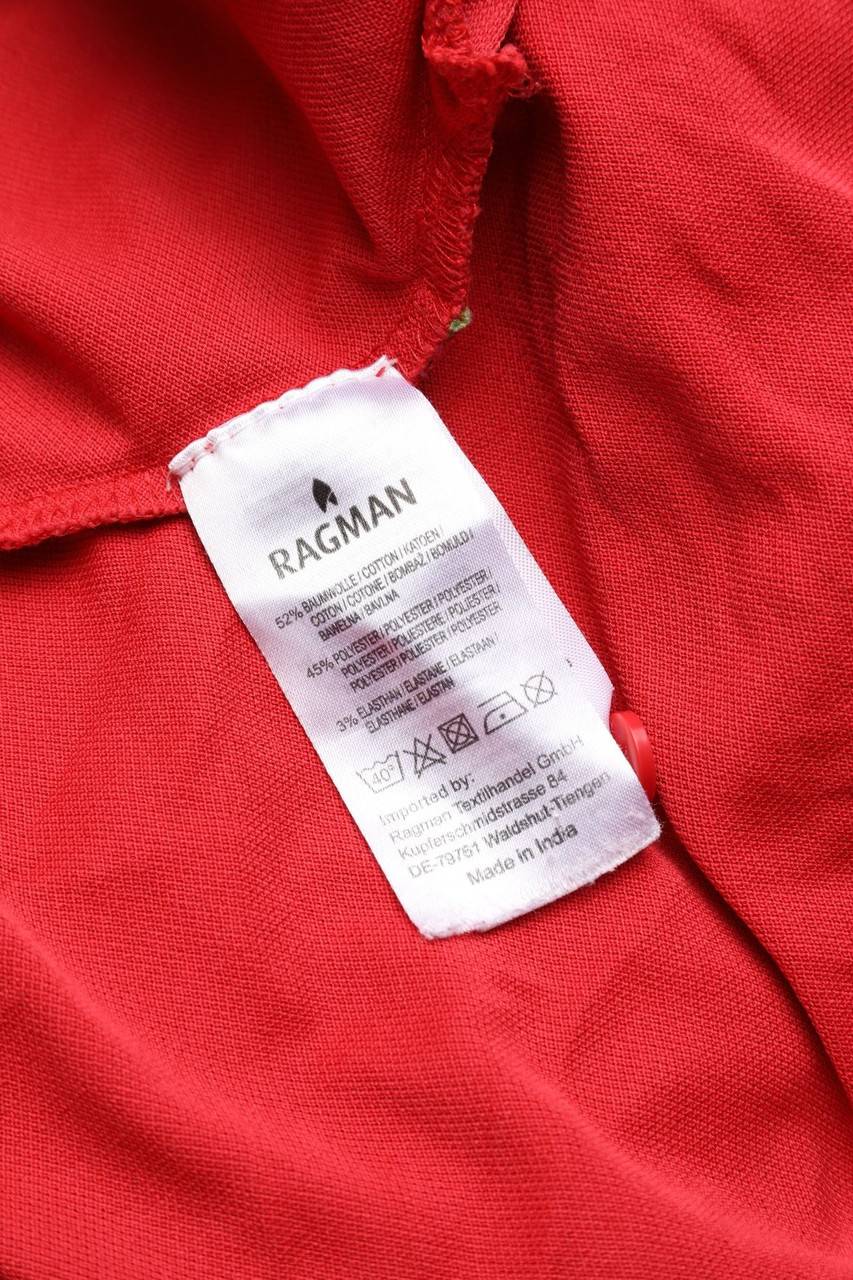 RAGMAN
52% BAUMWOLLE / COTTON / KATOEN /
COTON / COTONE / BOMBAŽ / BOMULD /
BAWEŁNA / BAVLNA
45% POLYESTER / POLYESTER / POLYESTER /
POLYESTER / POLIESTERE / POLIESTER /
POLYESTER / POLIESTER / POLYESTER
3% ELASTHAN / ELASTANE / ELASTAAN /
ELASTHANE / ELASTAN
40°
Imported by:
Ragman Textilhandel GmbH
Kupferschmidstrasse 84
DE-79761 Waldshut-Tiengen
Made in India